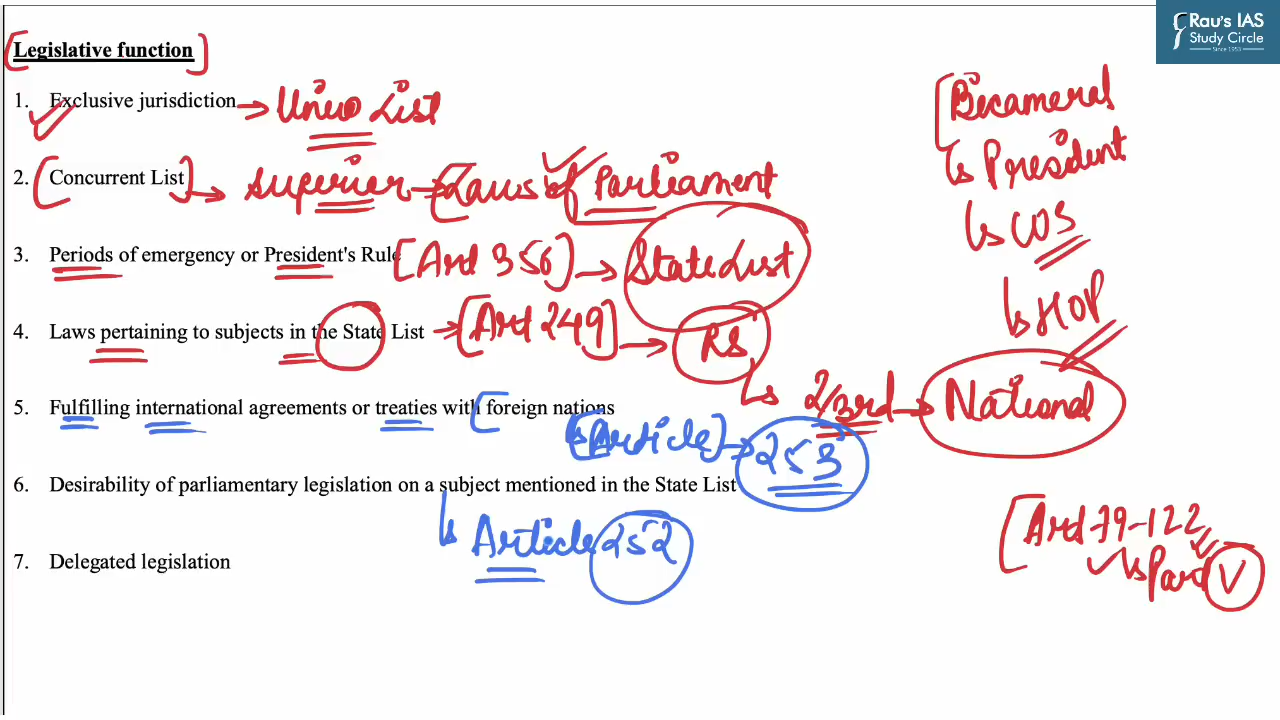 Rau's IAS
Study Circle
Since 1953
Legislative function
1. Exclusive jurisdiction → Union List
2. Concurrent List → Superior → Laws of Parliament
3. Periods of emergency or President's Rule [Art 356] → State List
4. Laws pertaining to subjects in the State List → [Art 249] → RS
↳ 2/3rd → National
5. Fulfilling international agreements or treaties with foreign nations
↳ [Article] → 253
6. Desirability of parliamentary legislation on a subject mentioned in the State List
↳ Article 252
7. Delegated legislation
Bicameral
↳ President
↳ COS
↳ HOP
[Art 79-122
↳ Part V